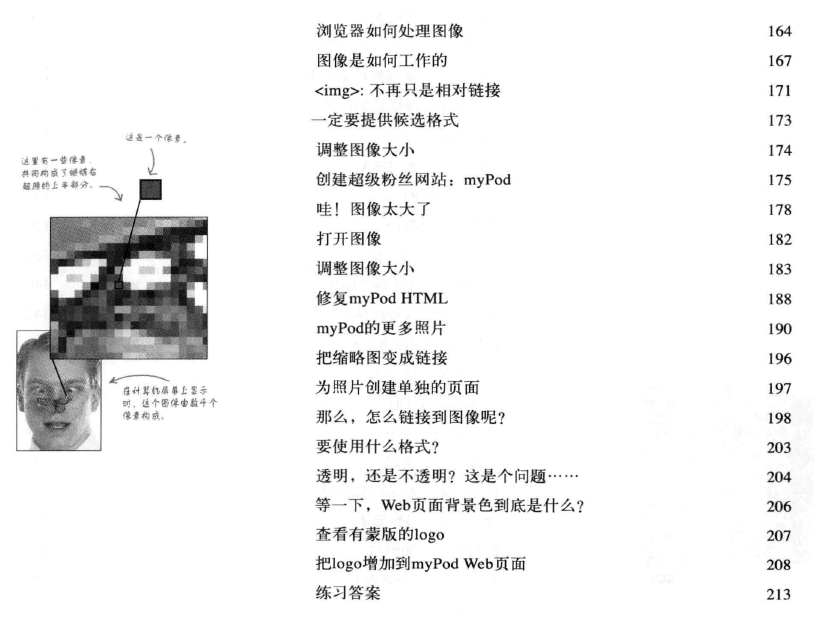 浏览器如何处理图像 164
图像是如何工作的 167
<img>: 不再只是相对链接 171
一定要提供候选格式 173
调整图像大小 174
创建超级粉丝网站：myPod 175
哇！图像太大了 178
打开图像 182
调整图像大小 183
修复myPod HTML 188
myPod的更多照片 190
把缩略图变成链接 196
为照片创建单独的页面 197
那么，怎么链接到图像呢？ 198
要使用什么格式？ 203
透明，还是不透明？这是个问题…… 204
等一下，Web页面背景色到底是什么？ 206
查看有蒙版的logo 207
把logo增加到myPod Web页面 208
练习答案 213
这是一个像素。
这里有一些像素，
共同构成了蝴蝶右
翅膀的上半部分。
在计算机屏幕上显示
时，这个图像由数千个
像素构成。